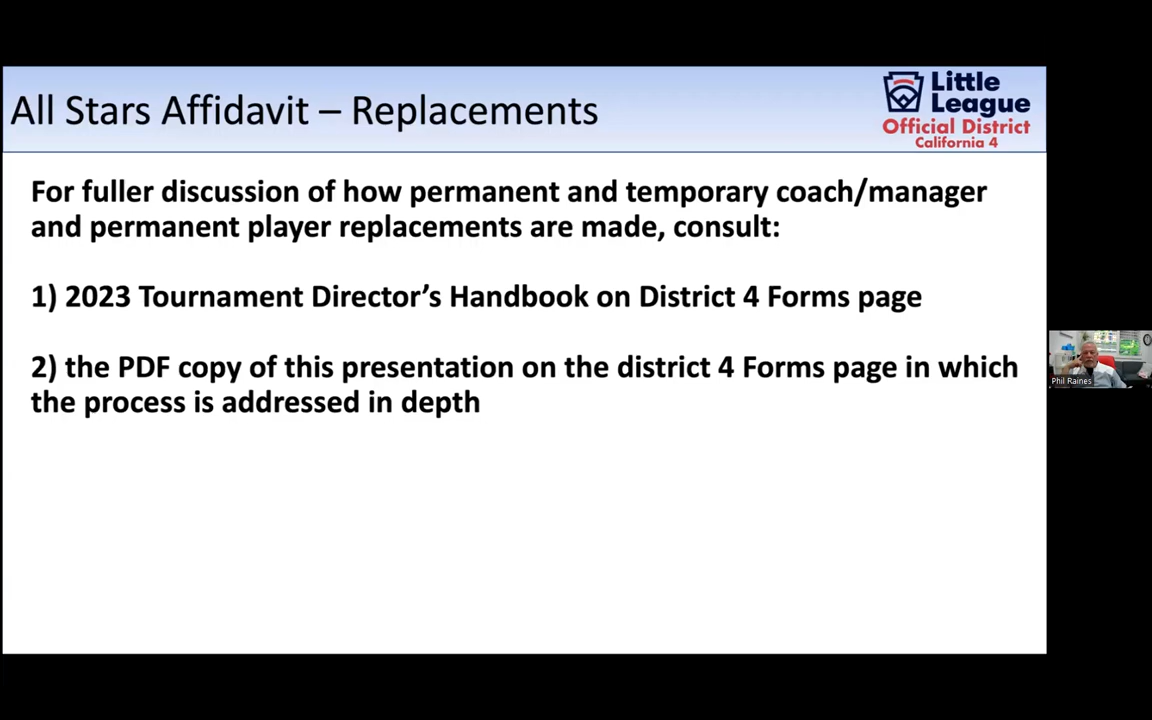 All Stars Affidavit – Replacements
Little
League
Official District
California 4
For fuller discussion of how permanent and temporary coach/manager
and permanent player replacements are made, consult:
1) 2023 Tournament Director’s Handbook on District 4 Forms page
2) the PDF copy of this presentation on the district 4 Forms page in which
the process is addressed in depth
Phil Raines